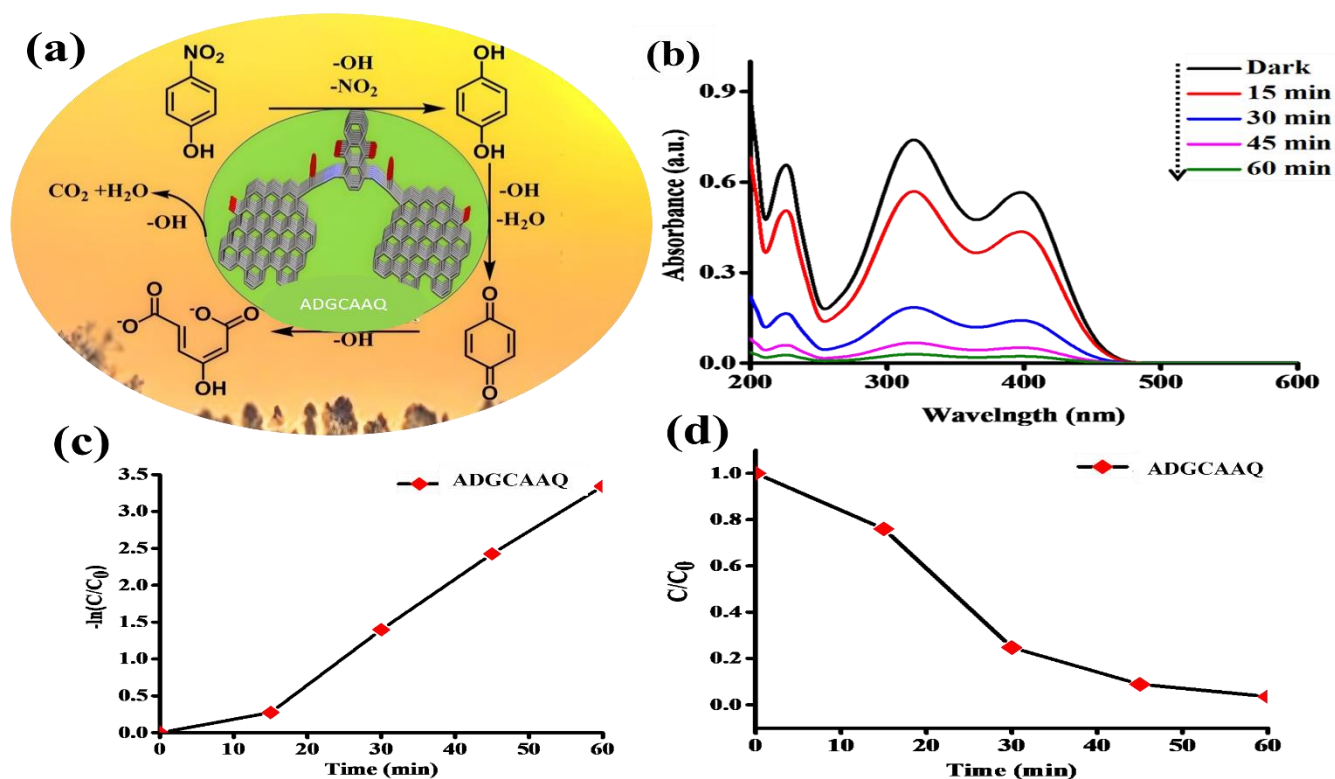 (a)
NO₂
OH
-OH
-NO₂
OH
OH
CO₂ +H₂O
-OH
-OH
-H₂O
ADGCAAQ
O
-O
-O
O
OH
-OH
O
O
(b)
Dark
15 min
30 min
45 min
60 min
Absorbance (a.u.)
0.9
0.6
0.3
0.0
200
300
400
500
600
Wavelngth (nm)
(c)
ADGCAAQ
-ln(C/C₀)
3.5
3.0
2.5
2.0
1.5
1.0
0.5
0.0
0
10
20
30
40
50
60
Time (min)
(d)
ADGCAAQ
C/C₀
1.0
0.8
0.6
0.4
0.2
0.0
0
10
20
30
40
50
60
Time (min)